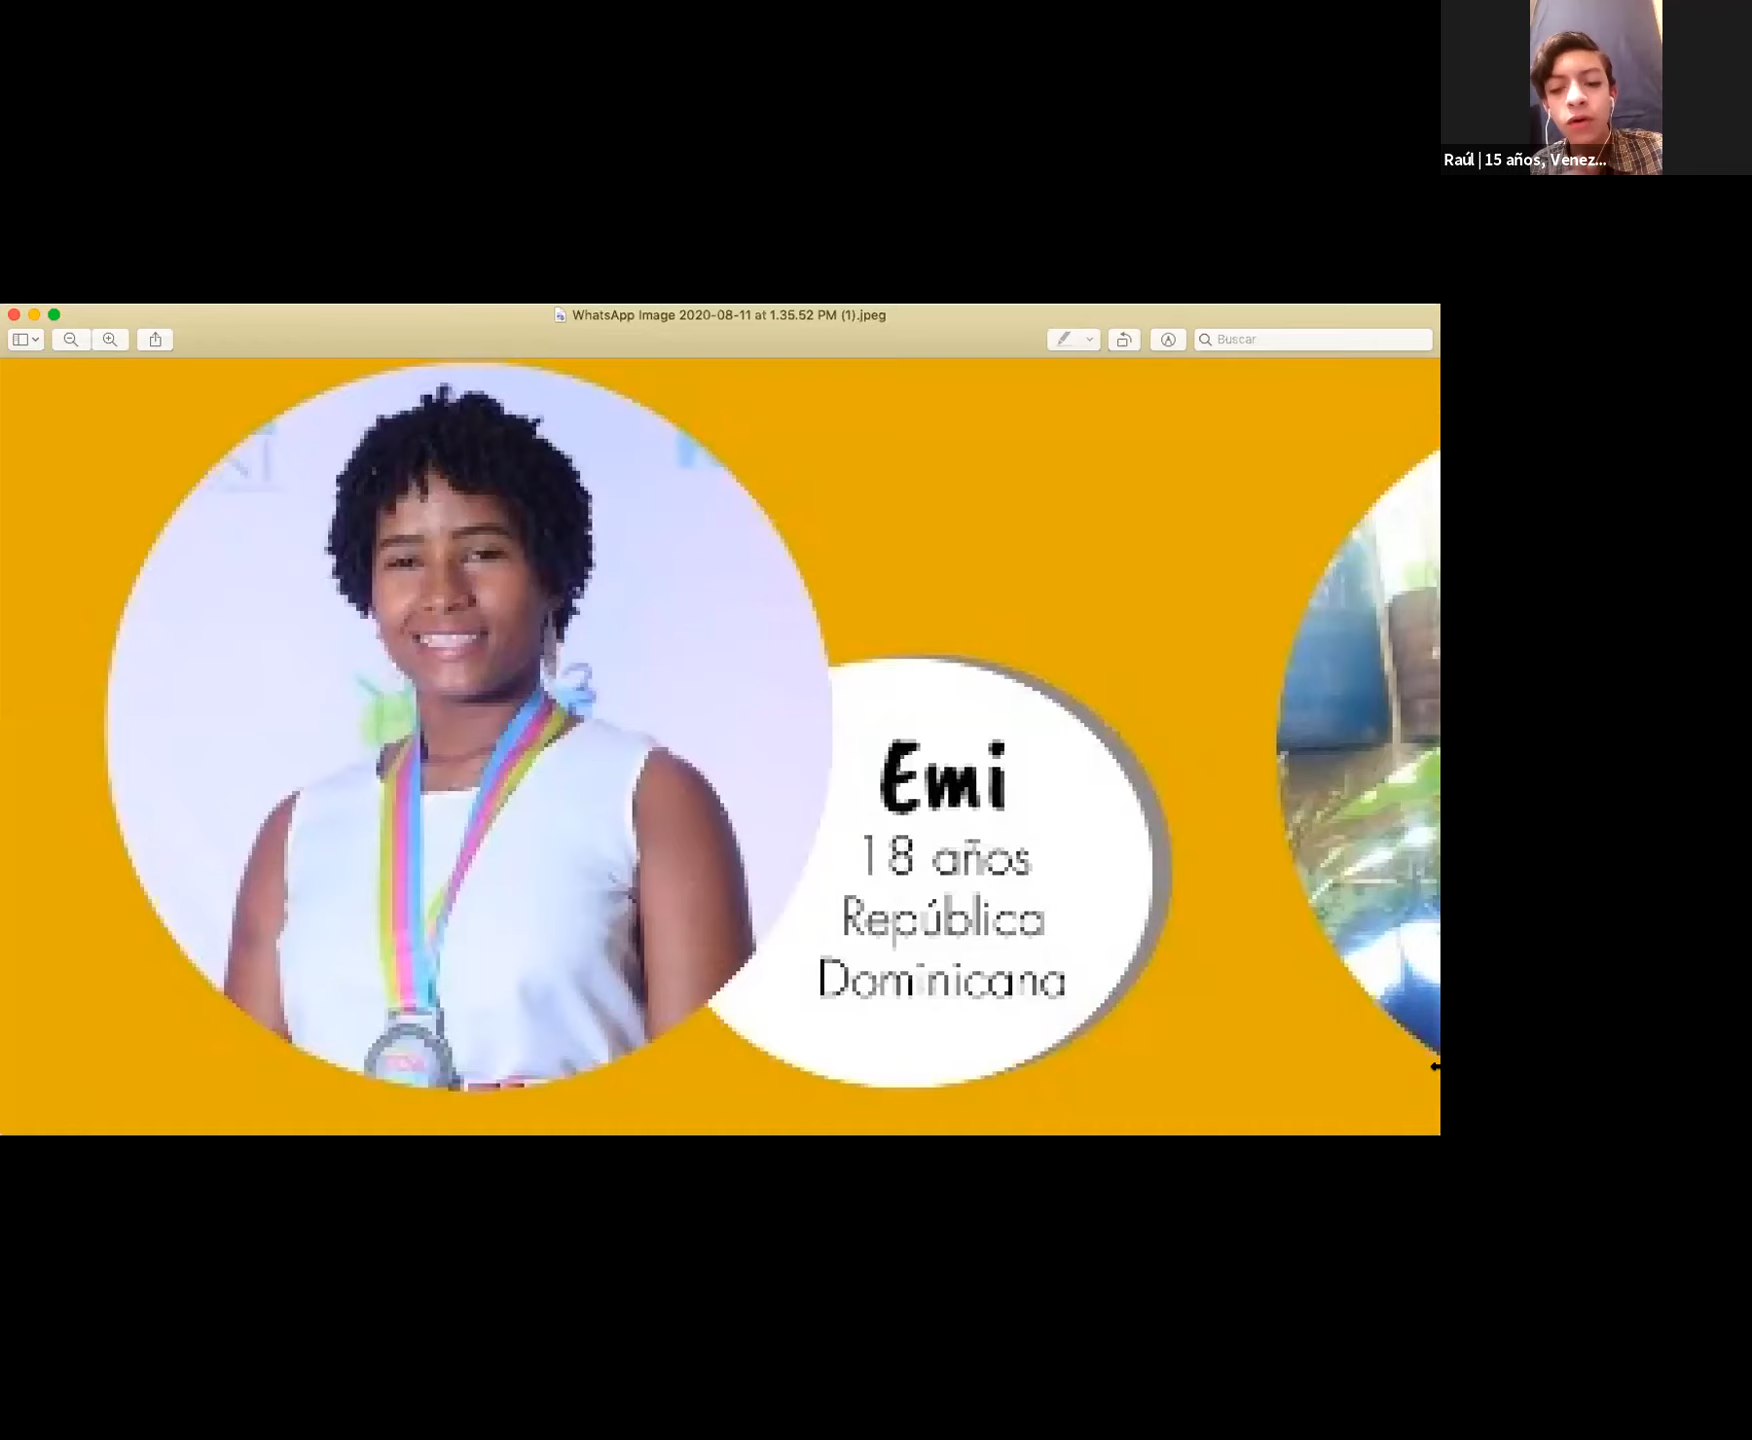 Raúl | 15 años, Venez...
WhatsApp Image 2020-08-11 at 1.35.52 PM (1).jpeg
Buscar
Emi
18 años
República
Dominicana